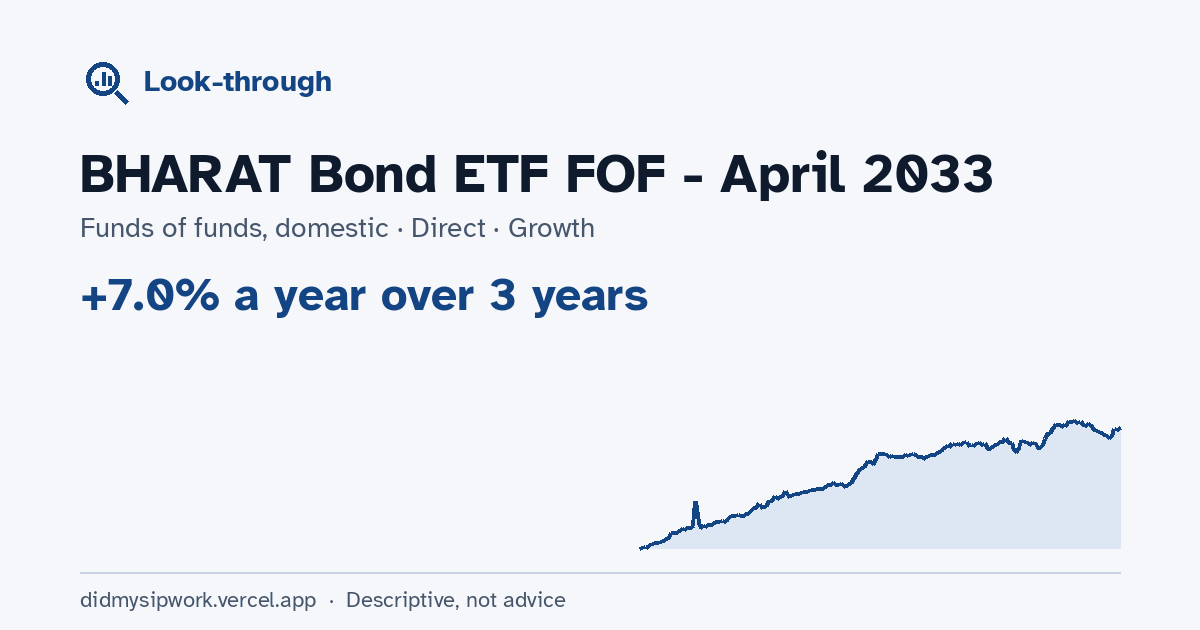 Look-through
BHARAT Bond ETF FOF - April 2033
Funds of funds, domestic · Direct · Growth
+7.0% a year over 3 years
didmysipwork.vercel.app · Descriptive, not advice